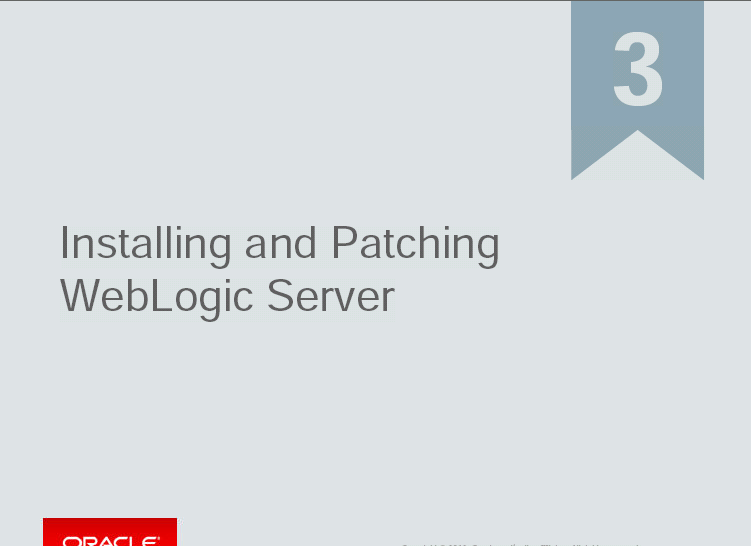 3
Installing and Patching
WebLogic Server
ORACLE